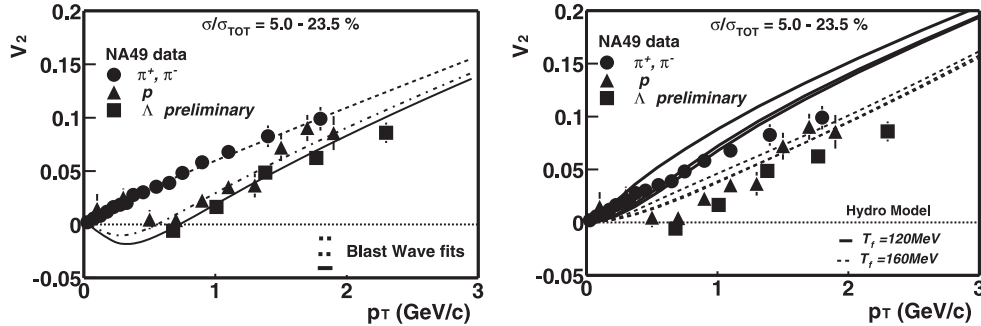 0.2
V2
σ/σTOT = 5.0 - 23.5 %
0.15
NA49 data
π+, π-
p
Λ preliminary
0.1
0.05
0
Blast Wave fits
-0.05
0 1 2 3
pT (GeV/c)
0.2
V2
σ/σTOT = 5.0 - 23.5 %
0.15
NA49 data
π+, π-
p
Λ preliminary
0.1
0.05
0
Hydro Model
Tf =120MeV
Tf =160MeV
-0.05
0 1 2 3
pT (GeV/c)